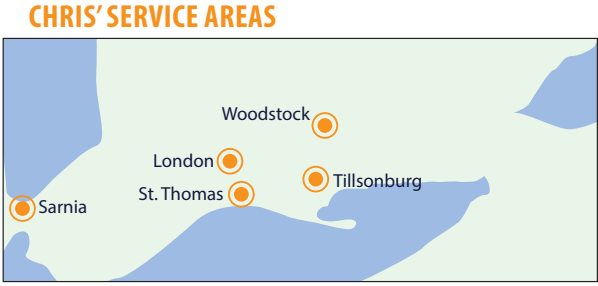 CHRIS' SERVICE AREAS
Woodstock
London
Tillsonburg
St. Thomas
Sarnia